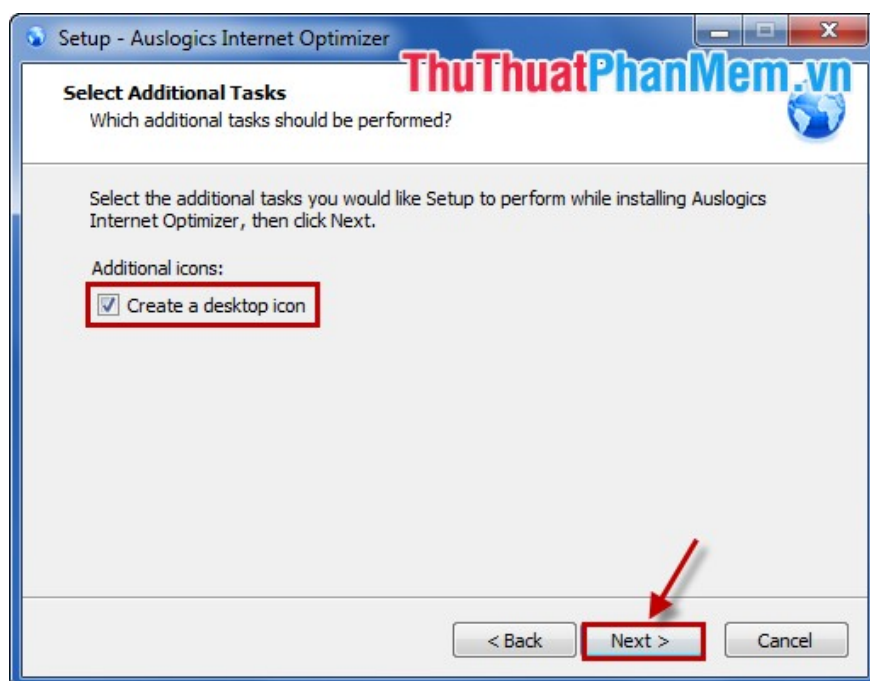 Setup - Auslogics Internet Optimizer
ThuThuatPhanMem.vn
Select Additional Tasks
Which additional tasks should be performed?
Select the additional tasks you would like Setup to perform while installing Auslogics
Internet Optimizer, then click Next.
Additional icons:
Create a desktop icon
< Back Next > Cancel